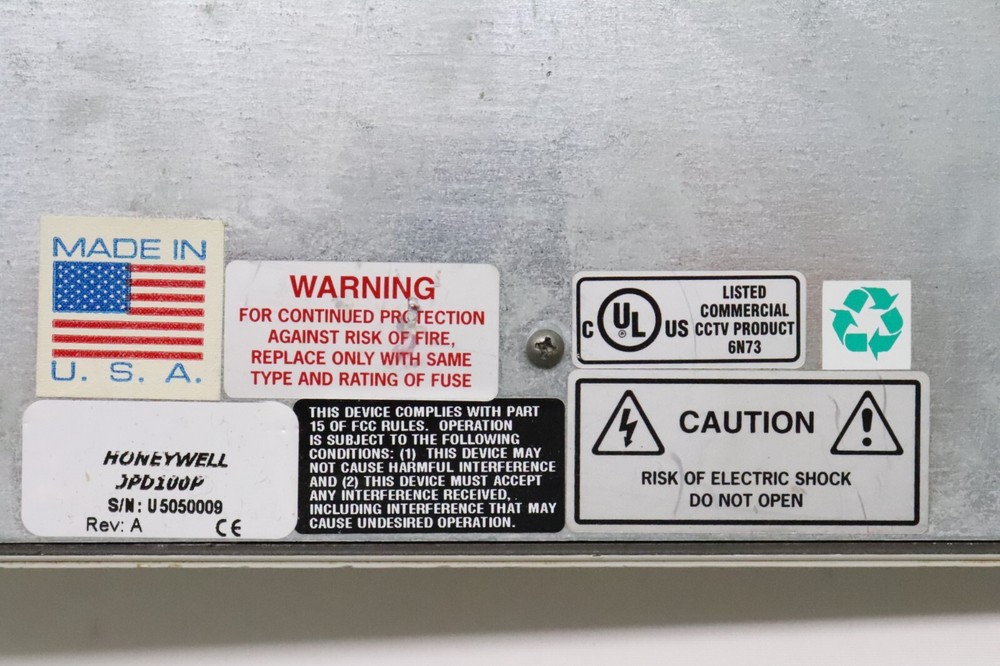 MADE IN
U. S. A.
WARNING
FOR CONTINUED PROTECTION
AGAINST RISK OF FIRE,
REPLACE ONLY WITH SAME
TYPE AND RATING OF FUSE
C UL ® US
LISTED
COMMERCIAL
CCTV PRODUCT
6N73
HONEYWELL
JPD100P
S/N: U5050009
Rev: A CE
THIS DEVICE COMPLIES WITH PART
15 OF FCC RULES. OPERATION
IS SUBJECT TO THE FOLLOWING
CONDITIONS: (1) THIS DEVICE MAY
NOT CAUSE HARMFUL INTERFERENCE
AND (2) THIS DEVICE MUST ACCEPT
ANY INTERFERENCE RECEIVED,
INCLUDING INTERFERENCE THAT MAY
CAUSE UNDESIRED OPERATION.
CAUTION
RISK OF ELECTRIC SHOCK
DO NOT OPEN